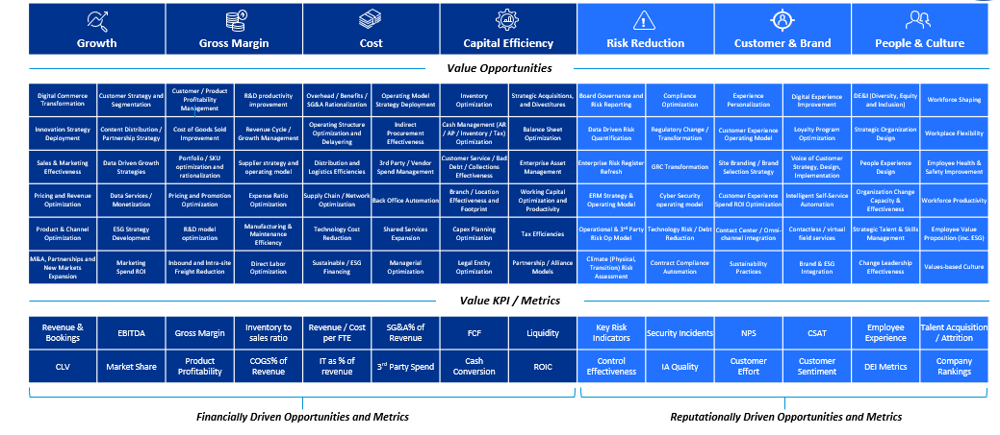 Growth
Gross Margin
Cost
Capital Efficiency
Risk Reduction
Customer & Brand
People & Culture
Value Opportunities
Digital Commerce
Transformation
Customer Strategy and
Segmentation
Customer / Product
Profitability
Management
R&D productivity
improvement
Overhead / Benefits /
SG&A Rationalization
Operating Model
Strategy Deployment
Inventory
Optimization
Strategic Acquisitions,
and Divestitures
Board Governance and
Risk Reporting
Compliance
Optimization
Experience
Personalization
Digital Experience
Improvement
DE&I (Diversity, Equity
and Inclusion)
Workforce Shaping
Innovation Strategy
Deployment
Content Distribution /
Partnership Strategy
Cost of Goods Sold
Improvement
Revenue Cycle /
Growth Management
Operating Structure
Optimization and
Delayering
Indirect
Procurement
Effectiveness
Cash Management (AR
/ AP / Inventory / Tax)
Optimization
Balance Sheet
Optimization
Data Driven Risk
Quantification
Regulatory Change /
Transformation
Customer Experience
Operating Model
Loyalty Program
Optimization
Strategic Organization
Design
Workplace Flexibility
Sales & Marketing
Effectiveness
Data Driven Growth
Strategies
Portfolio / SKU
optimization and
rationalization
Supplier strategy and
operating model
Distribution and
Logistics Efficiencies
3rd Party / Vendor
Spend Management
Customer Service / Bad
Debt / Collections
Effectiveness
Enterprise Asset
Management
Enterprise Risk Register
Refresh
GRC Transformation
Site Branding / Brand
Selection Strategy
Voice of Customer
Strategy, Design,
Implementation
People Experience
Design
Employee Health &
Safety Improvement
Pricing and Revenue
Optimization
Data Services /
Monetization
Pricing and Promotion
Optimization
Expense Ratio
Optimization
Supply Chain / Network
Optimization
Back Office Automation
Branch / Location
Effectiveness and
Footprint
Working Capital
Optimization and
Productivity
ERM Strategy &
Operating Model
Cyber Security
operating model
Customer Experience
Spend ROI Optimization
Intelligent Self-Service
Automation
Organization Change
Capacity &
Effectiveness
Workforce Productivity
Product & Channel
Optimization
ESG Strategy
Development
R&D model
optimization
Manufacturing &
Maintenance
Efficiency
Technology Cost
Reduction
Shared Services
Expansion
Capex Planning
Optimization
Tax Efficiencies
Operational & 3rd Party
Risk Op Model
Technology Risk / Debt
Reduction
Contact Center / Omni-
channel integration
Contactless / virtual
field services
Strategic Talent & Skills
Management
Employee Value
Proposition (inc. ESG)
M&A, Partnerships and
New Markets
Expansion
Marketing
Spend ROI
Inbound and Intra-site
Freight Reduction
Direct Labor
Optimization
Sustainable / ESG
Financing
Managerial
Optimization
Legal Entity
Optimization
Partnership / Alliance
Models
Climate (Physical,
Transition) Risk
Assessment
Contract Compliance
Automation
Sustainability
Practices
Brand & ESG
Integration
Change Leadership
Effectiveness
Values-based Culture
Value KPI / Metrics
Revenue &
Bookings
EBITDA
Gross Margin
Inventory to
sales ratio
Revenue / Cost
per FTE
SG&A% of
Revenue
FCF
Liquidity
Key Risk
Indicators
Security Incidents
NPS
CSAT
Employee
Experience
Talent Acquisition
/ Attrition
CLV
Market Share
Product
Profitability
COGS% of
Revenue
IT as % of
revenue
3rd Party Spend
Cash
Conversion
ROIC
Control
Effectiveness
IA Quality
Customer
Effort
Customer
Sentiment
DEI Metrics
Company
Rankings
Financially Driven Opportunities and Metrics
Reputationally Driven Opportunities and Metrics